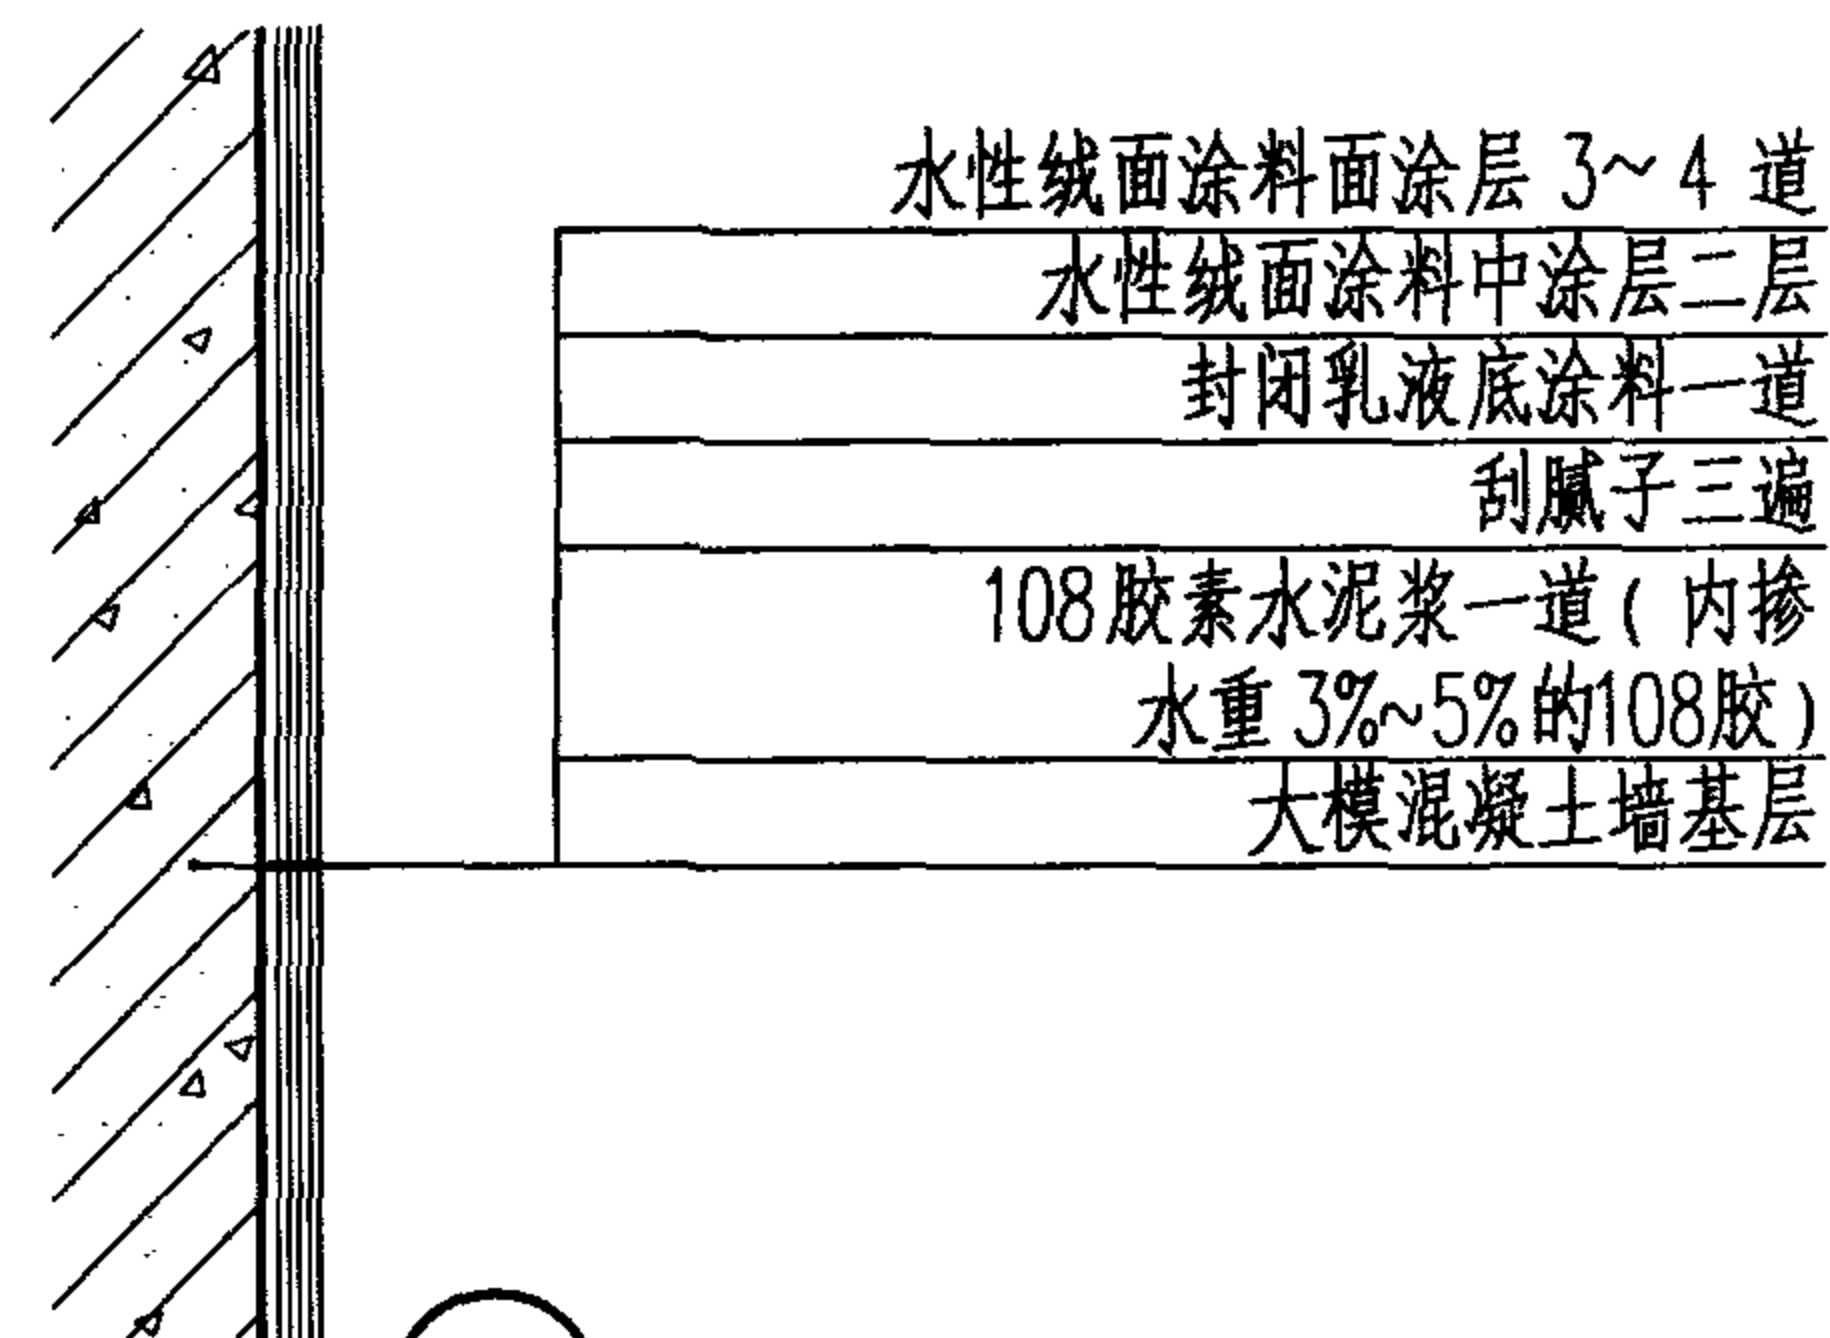 水性绒面涂料面涂层 3~4 道
水性绒面涂料中涂层二层
封闭乳液底涂料一道
刮腻子三遍
108胶素水泥浆一道(内掺
水重3%~5%的108胶)
大模混凝土墙基层